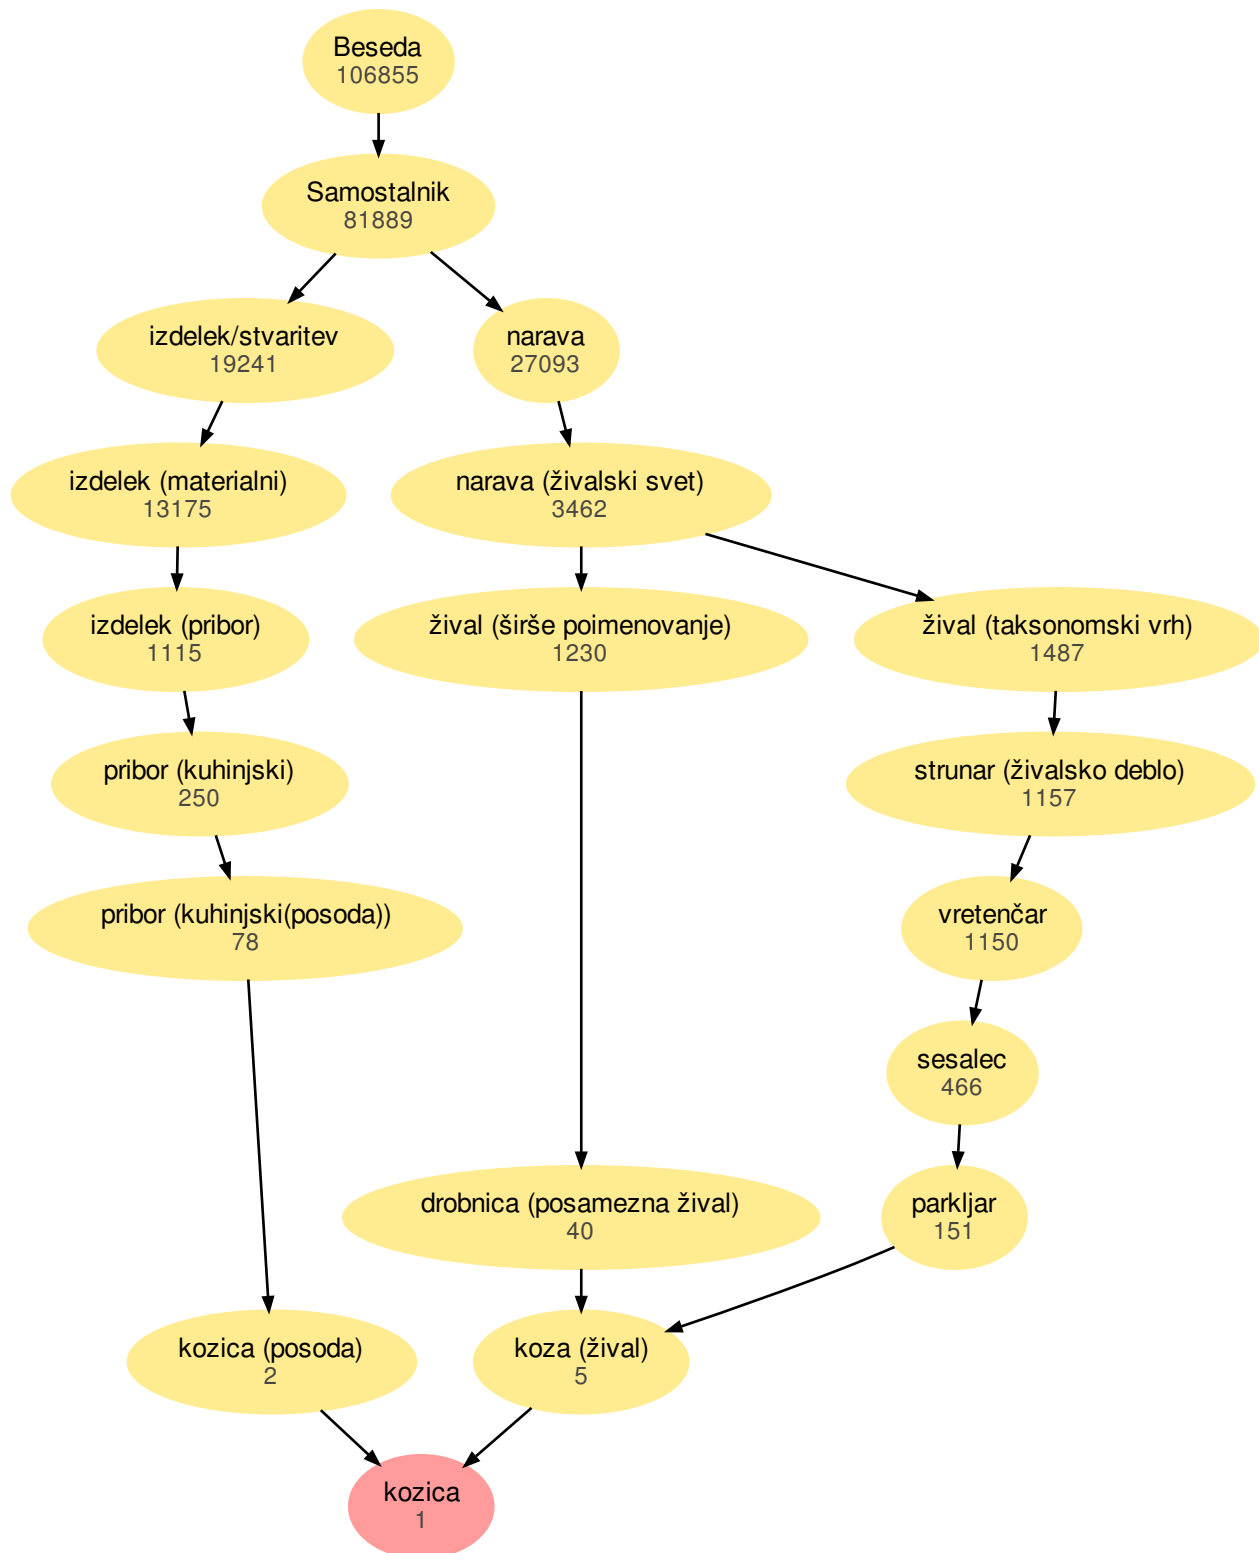 Beseda
106855
Samostalnik
81889
izdelek/stvaritev
19241
narava
27093
izdelek (materialni)
13175
narava (živalski svet)
3462
izdelek (pribor)
1115
žival (širše poimenovanje)
1230
žival (taksonomski vrh)
1487
pribor (kuhinjski)
250
strunar (živalsko deblo)
1157
pribor (kuhinjski(posoda))
78
vretenčar
1150
sesalec
466
drobnica (posamezna žival)
40
parkljar
151
kozica (posoda)
2
koza (žival)
5
kozica
1